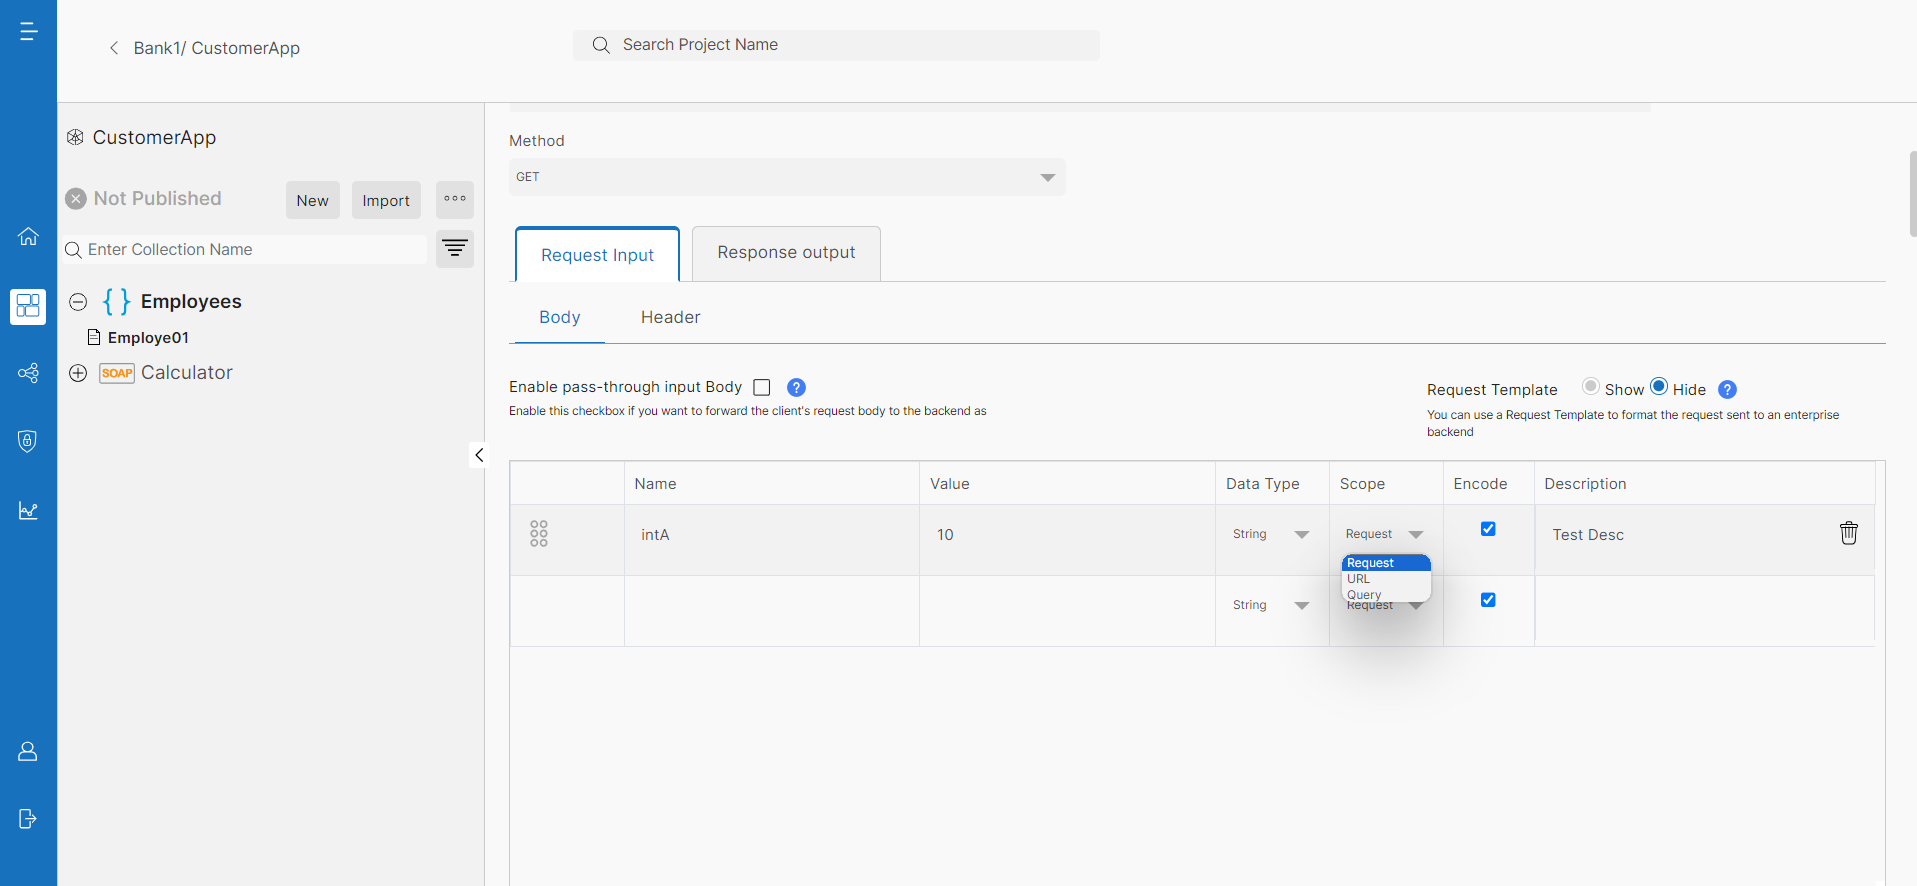 Bank1/ CustomerApp
Search Project Name
CustomerApp
Not Published
New
Import
Enter Collection Name
{ } Employees
Employe01
SOAP Calculator
Method
GET
Request Input
Response output
Body
Header
Enable pass-through input Body ?
Enable this checkbox if you want to forward the client's request body to the backend as
Request Template Show Hide ?
You can use a Request Template to format the request sent to an enterprise
backend
Name Value Data Type Scope Encode Description
intA 10 String Request Test Desc
Request
URL
Query
String Request